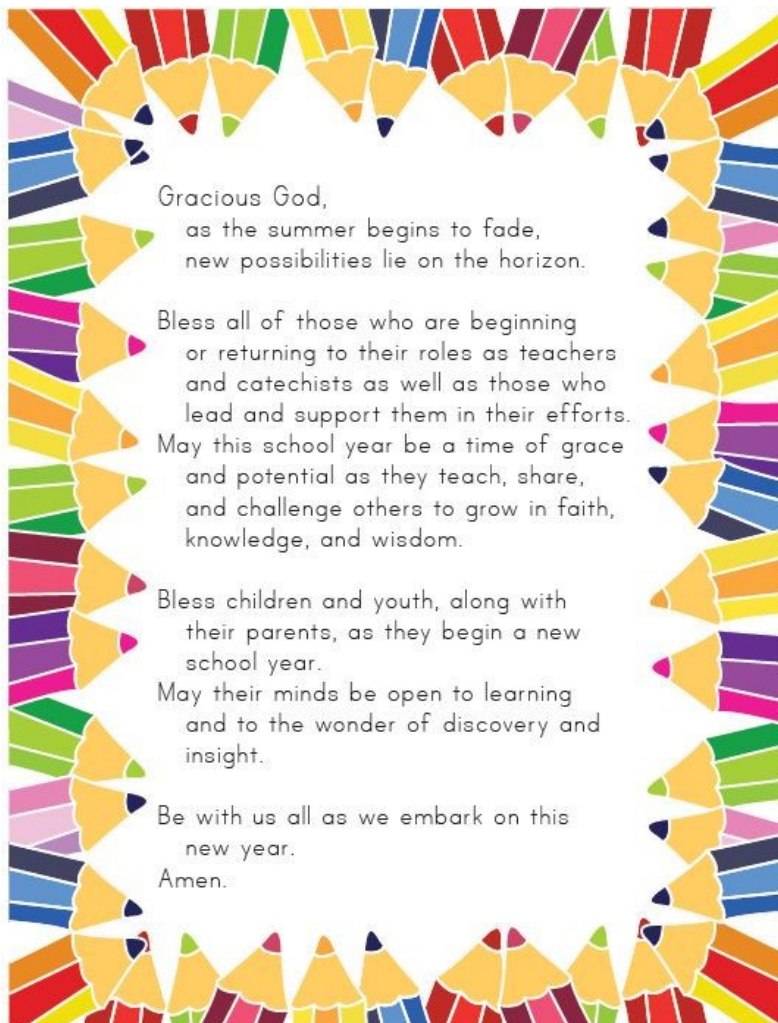 Gracious God,
as the summer begins to fade,
new possibilities lie on the horizon.
Bless all of those who are beginning
or returning to their roles as teachers
and catechists as well as those who
lead and support them in their efforts.
May this school year be a time of grace
and potential as they teach, share,
and challenge others to grow in faith,
knowledge, and wisdom.
Bless children and youth, along with
their parents, as they begin a new
school year.
May their minds be open to learning
and to the wonder of discovery and
insight.
Be with us all as we embark on this
new year.
Amen.